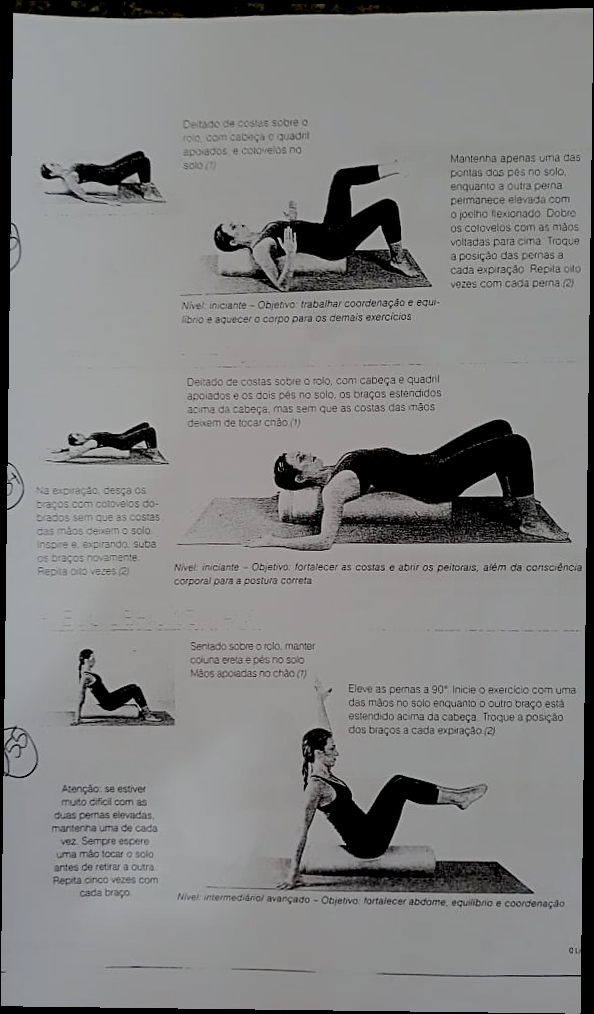 Deitado de costas sobre o
rolo, com cabeça e quadril
apoiados, e cotovelos no
solo.(1)
Mantenha apenas uma das
pontas dos pés no solo,
enquanto a outra perna
permanece elevada com
o joelho flexionado. Dobre
os cotovelos com as mãos
voltadas para cima. Troque
a posição das pernas a
cada expiração. Repita oito
vezes com cada perna.(2)
Nível: iniciante – Objetivo: trabalhar coordenação e equi-
líbrio e aquecer o corpo para os demais exercícios
Deitado de costas sobre o rolo, com cabeça e quadril
apoiados e os dois pés no solo, os braços estendidos
acima da cabeça, mas sem que as costas das mãos
deixem de tocar chão.(1)
Na expiração, desça os
braços com cotovelos do-
brados sem que as costas
das mãos deixem o solo.
Inspire e, expirando, suba
os braços novamente.
Repita oito vezes.(2)
Nível: iniciante – Objetivo: fortalecer as costas e abrir os peitorais, além da consciência
corporal para a postura correta
Sentado sobre o rolo, manter
coluna ereta e pés no solo
Mãos apoiadas no chão.(1)
Eleve as pernas a 90°. Inicie o exercício com uma
das mãos no solo enquanto o outro braço está
estendido acima da cabeça. Troque a posição
dos braços a cada expiração.(2)
55
Atenção: se estiver
muito difícil com as
duas pernas elevadas,
mantenha uma de cada
vez. Sempre espere
uma mão tocar o solo
antes de retirar a outra.
Repita cinco vezes com
cada braço.
Nível: intermediário/ avançado – Objetivo: fortalecer abdome, equilíbrio e coordenação